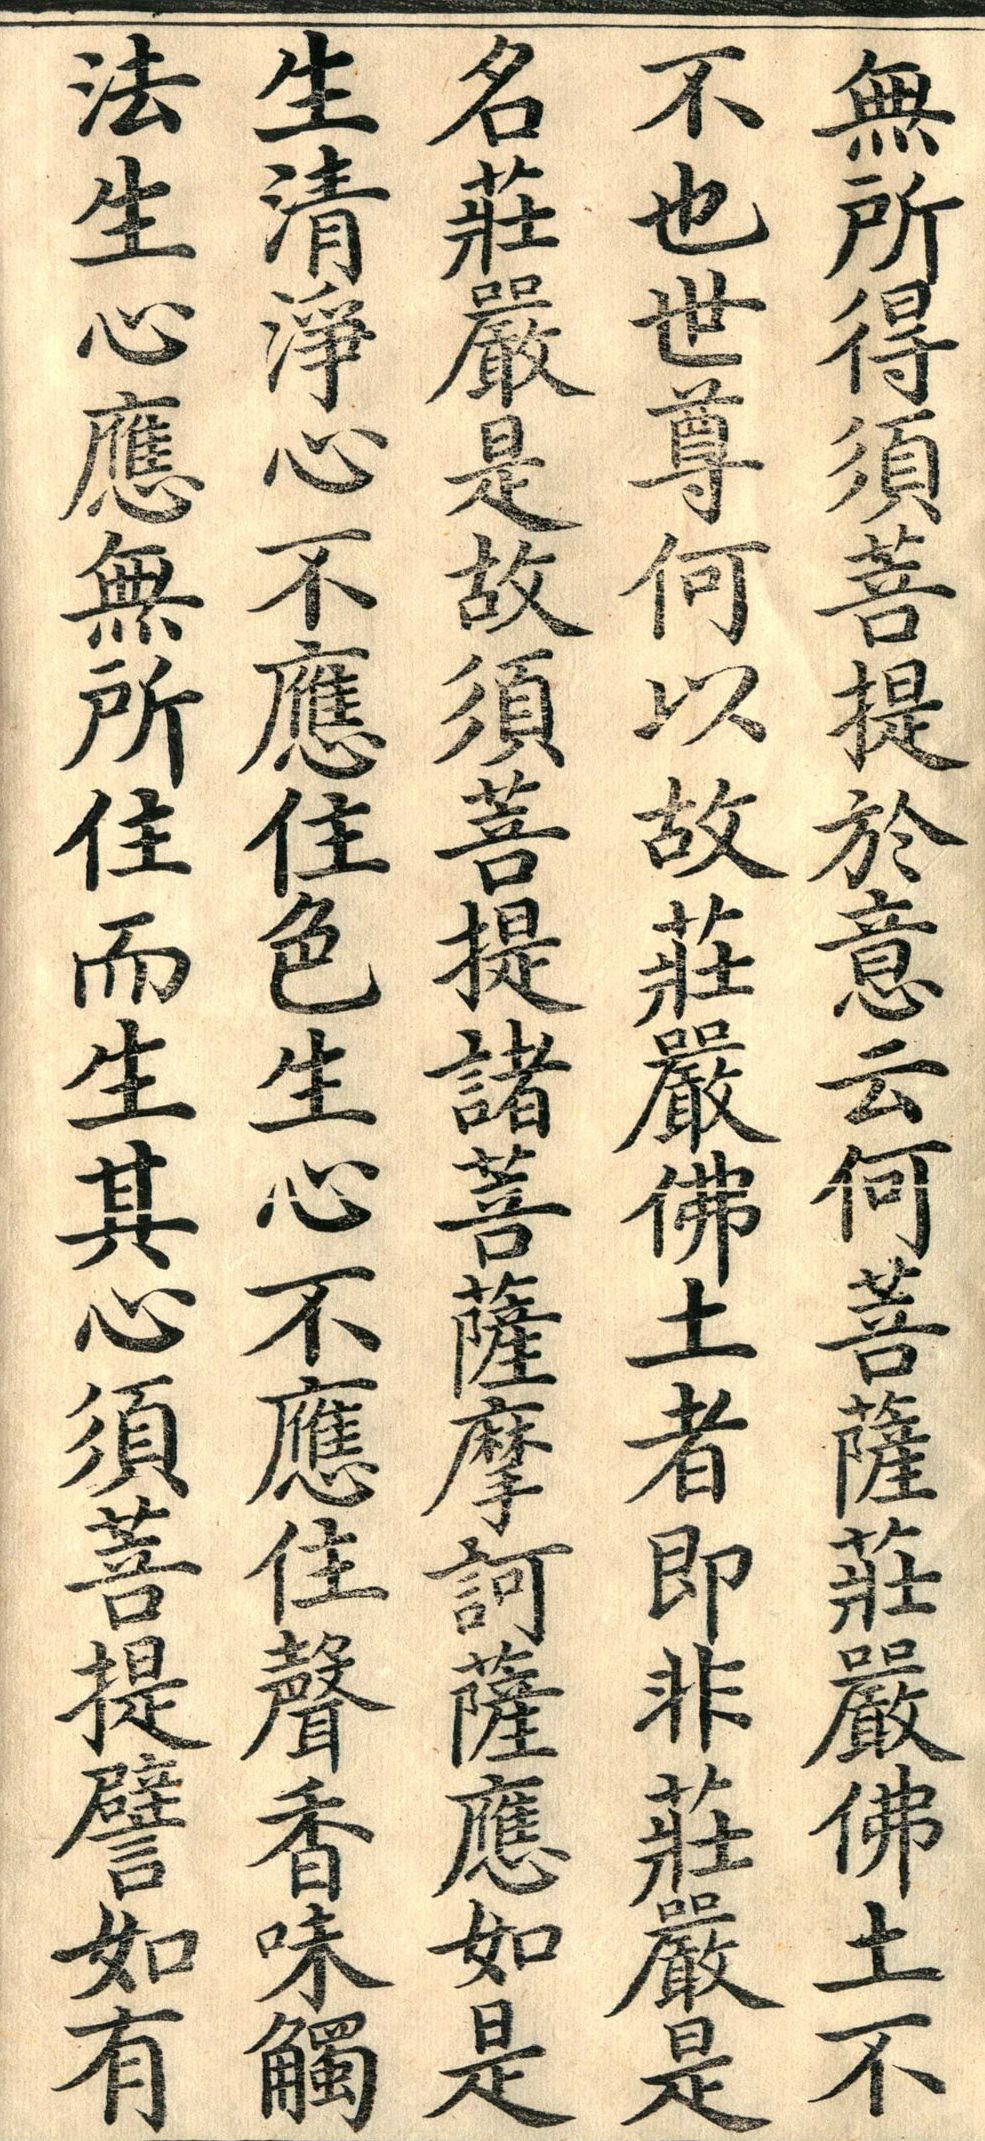 無所得須菩提於意云何菩薩莊嚴佛土不
不也世尊何以故莊嚴佛土者即非莊嚴是
名莊嚴是故須菩提諸菩薩摩訶薩應如是
生清淨心不應住色生心不應住聲香味觸
法生心應無所住而生其心須菩提譬如有